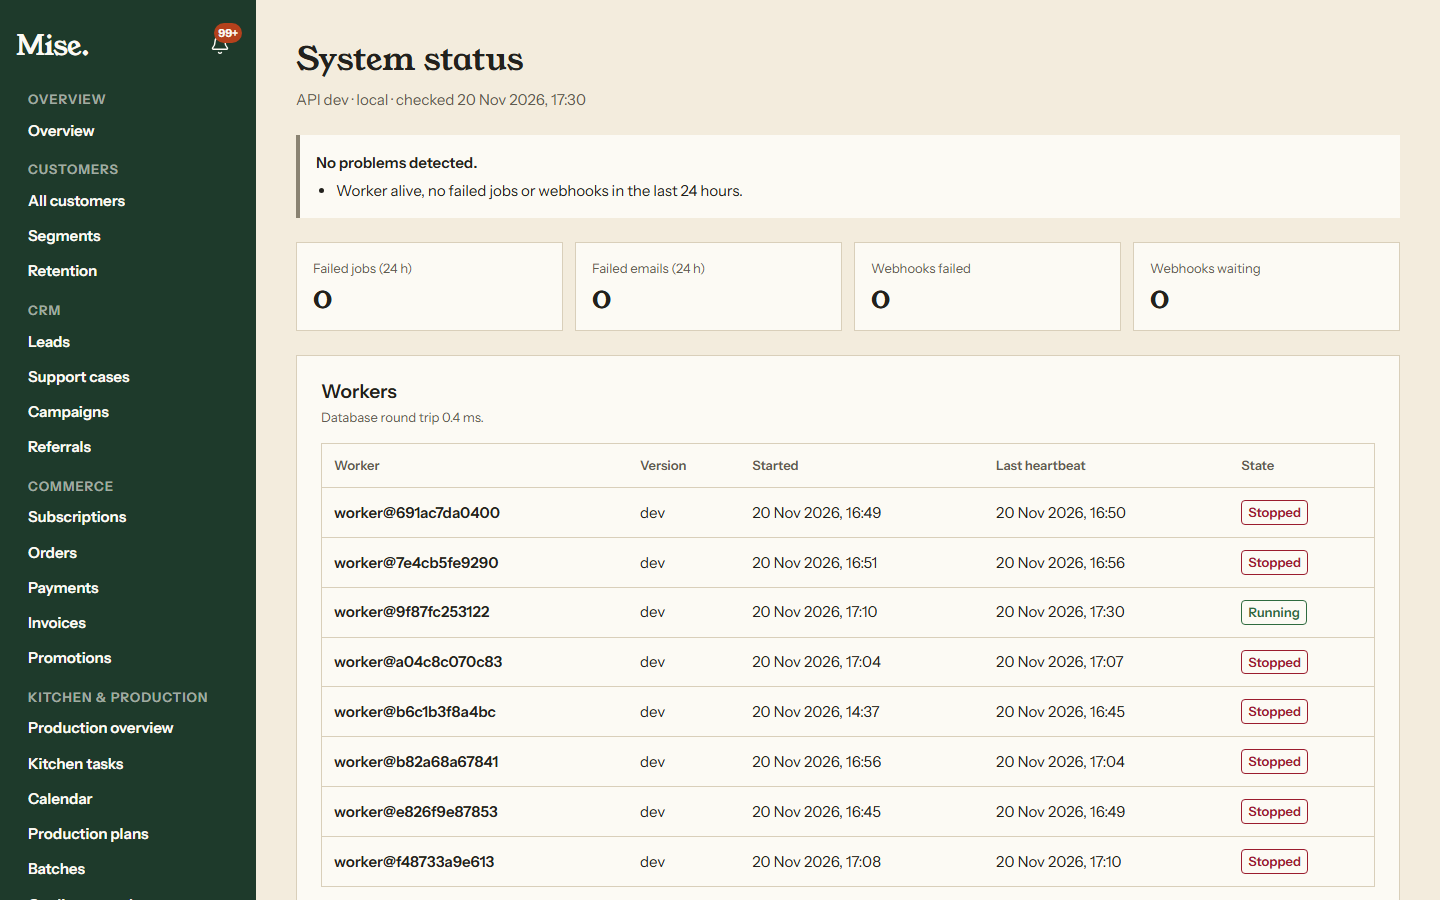 Mise.
99+
OVERVIEW
Overview
CUSTOMERS
All customers
Segments
Retention
CRM
Leads
Support cases
Campaigns
Referrals
COMMERCE
Subscriptions
Orders
Payments
Invoices
Promotions
KITCHEN & PRODUCTION
Production overview
Kitchen tasks
Calendar
Production plans
Batches
System status
API dev · local · checked 20 Nov 2026, 17:30
No problems detected.
• Worker alive, no failed jobs or webhooks in the last 24 hours.
Failed jobs (24 h)
0
Failed emails (24 h)
0
Webhooks failed
0
Webhooks waiting
0
Workers
Database round trip 0.4 ms.
Worker Version Started Last heartbeat State
worker@691ac7da0400 dev 20 Nov 2026, 16:49 20 Nov 2026, 16:50 Stopped
worker@7e4cb5fe9290 dev 20 Nov 2026, 16:51 20 Nov 2026, 16:56 Stopped
worker@9f87fc253122 dev 20 Nov 2026, 17:10 20 Nov 2026, 17:30 Running
worker@a04c8c070c83 dev 20 Nov 2026, 17:04 20 Nov 2026, 17:07 Stopped
worker@b6c1b3f8a4bc dev 20 Nov 2026, 14:37 20 Nov 2026, 16:45 Stopped
worker@b82a68a67841 dev 20 Nov 2026, 16:56 20 Nov 2026, 17:04 Stopped
worker@e826f9e87853 dev 20 Nov 2026, 16:45 20 Nov 2026, 16:49 Stopped
worker@f48733a9e613 dev 20 Nov 2026, 17:08 20 Nov 2026, 17:10 Stopped